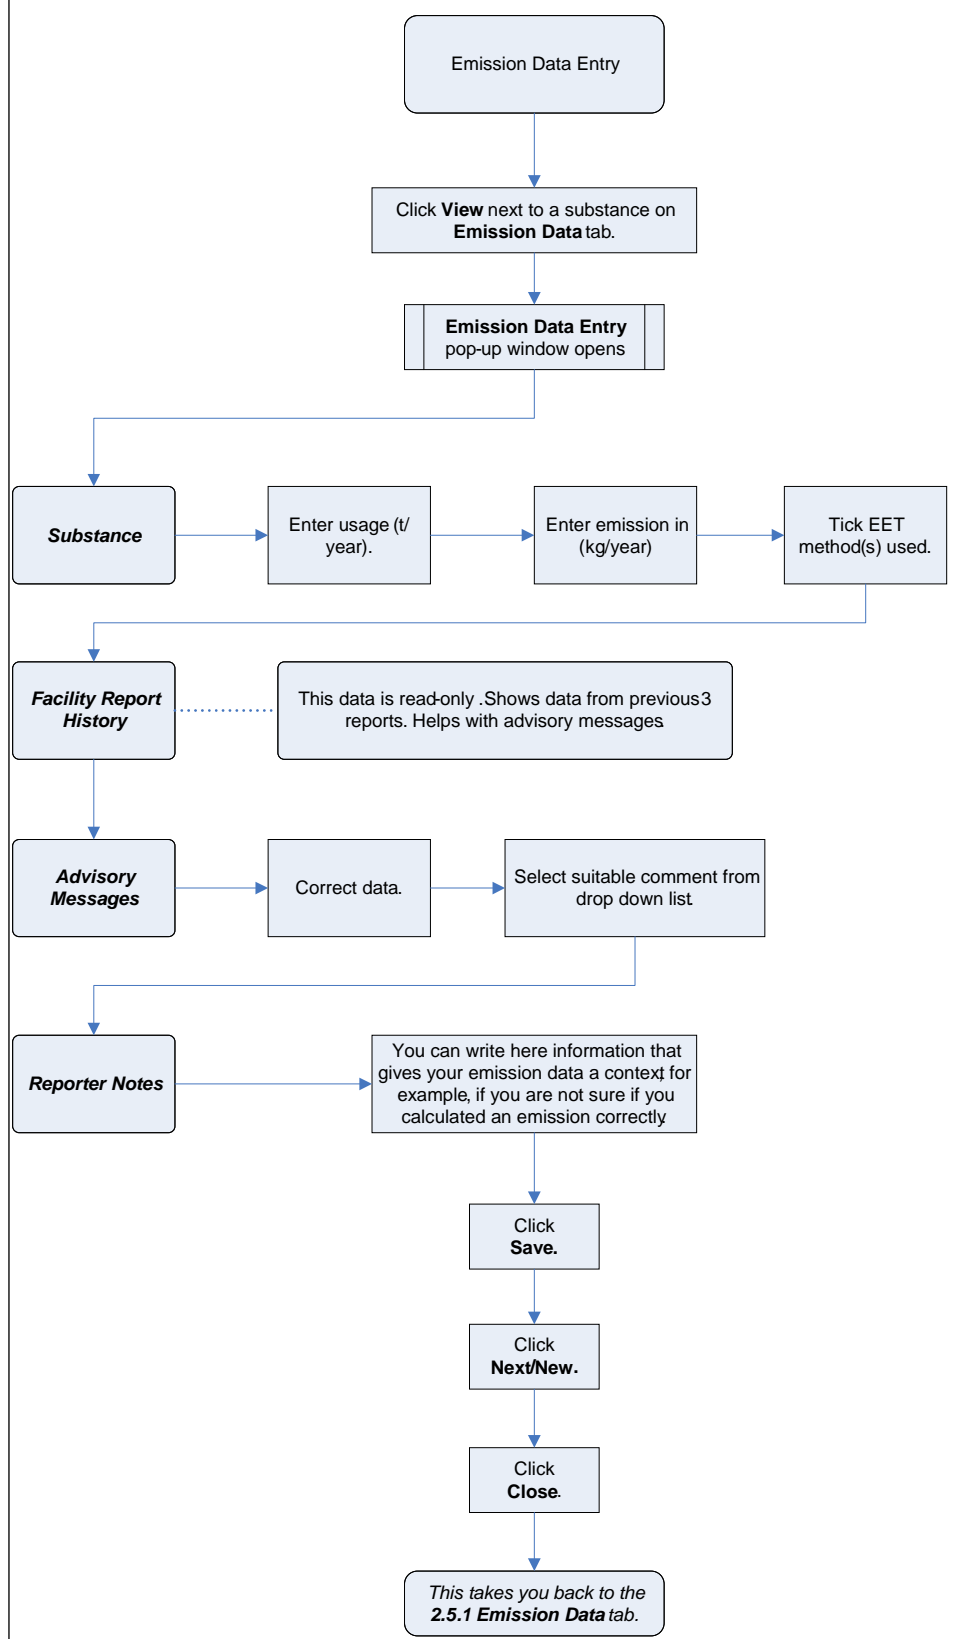 Emission Data Entry
Click View next to a substance on
Emission Data tab.
Emission Data Entry
pop-up window opens
Substance
Enter usage (t/
year).
Enter emission in
(kg/year)
Tick EET
method(s) used.
Facility Report
History
This data is read-only .Shows data from previous 3
reports. Helps with advisory messages.
Advisory
Messages
Correct data.
Select suitable comment from
drop down list.
Reporter Notes
You can write here information that
gives your emission data a context, for
example, if you are not sure if you
calculated an emission correctly.
Click
Save.
Click
Next/New.
Click
Close.
This takes you back to the
2.5.1 Emission Data tab.